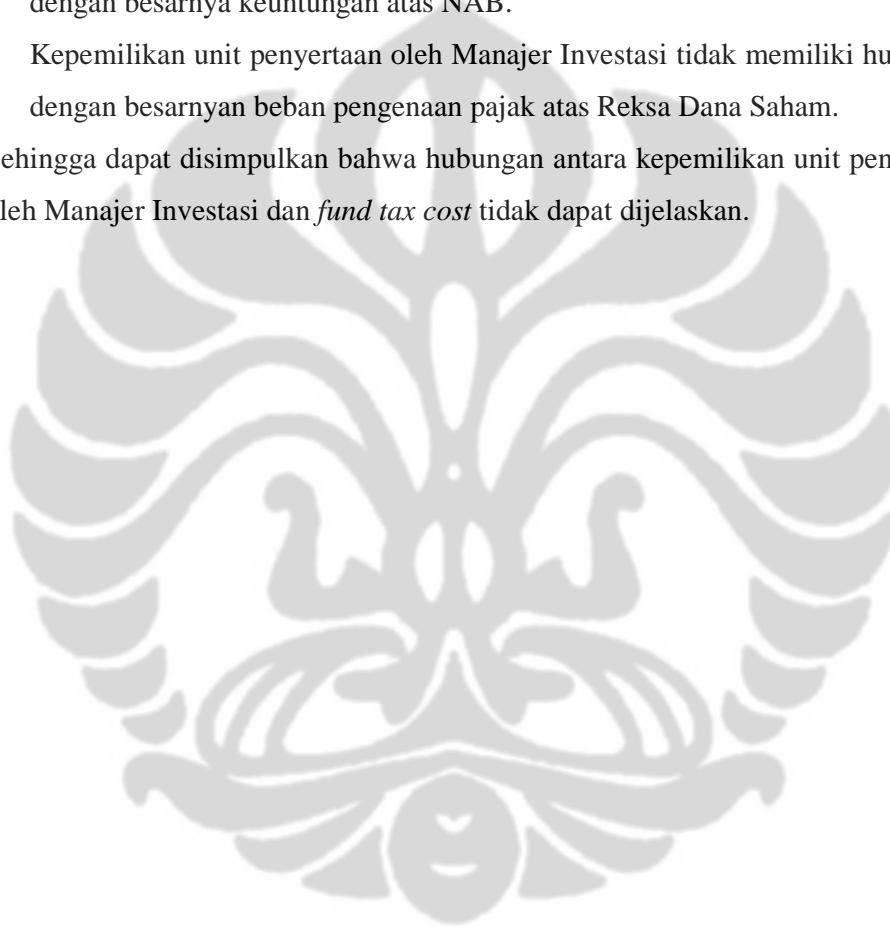 dengan besarnya keuntungan atas NAB.
Kepemilikan unit penyertaan oleh Manajer Investasi tidak memiliki hu
dengan besarnyan beban pengenaan pajak atas Reksa Dana Saham.
ehingga dapat disimpulkan bahwa hubungan antara kepemilikan unit pen
leh Manajer Investasi dan fund tax cost tidak dapat dijelaskan.